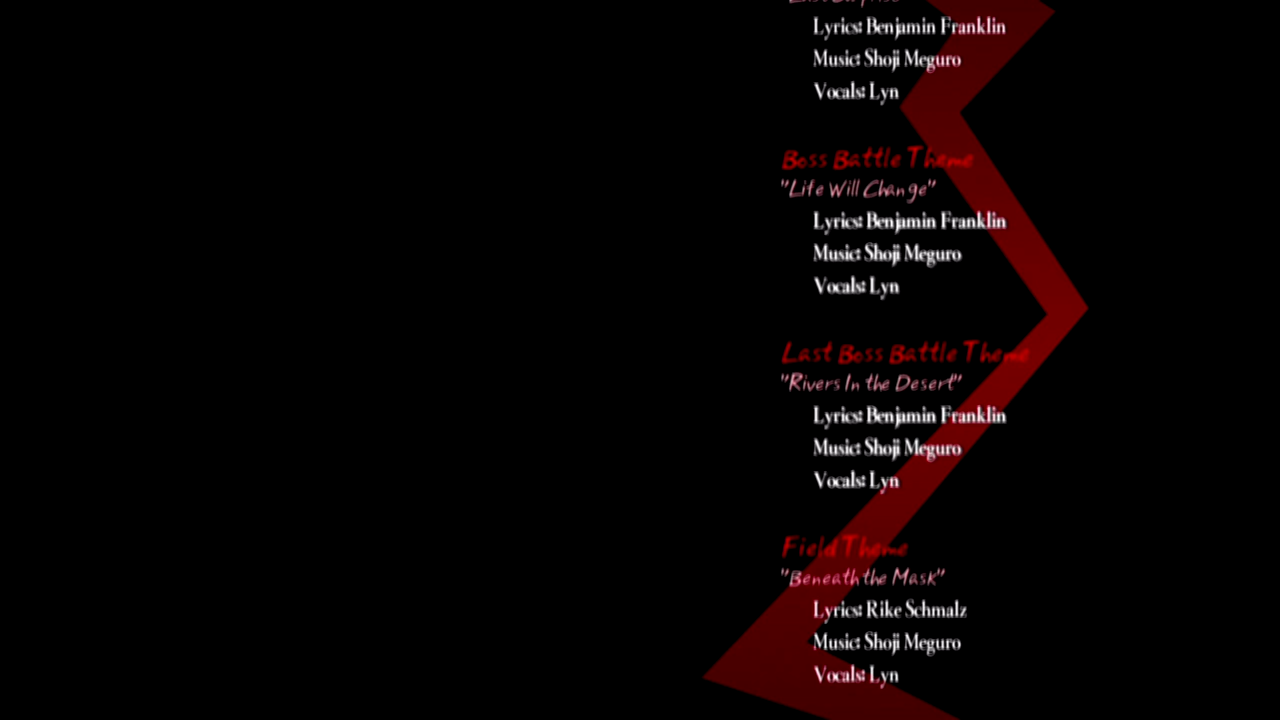 Lyrics: Benjamin Franklin
Music: Shoji Meguro
Vocals: Lyn
Boss Battle Theme
"Life Will Change"
Lyrics: Benjamin Franklin
Music: Shoji Meguro
Vocals: Lyn
Last Boss Battle Theme
"Rivers In the Desert"
Lyrics: Benjamin Franklin
Music: Shoji Meguro
Vocals: Lyn
Field Theme
"Beneath the Mask"
Lyrics: Rike Schmalz
Music: Shoji Meguro
Vocals: Lyn